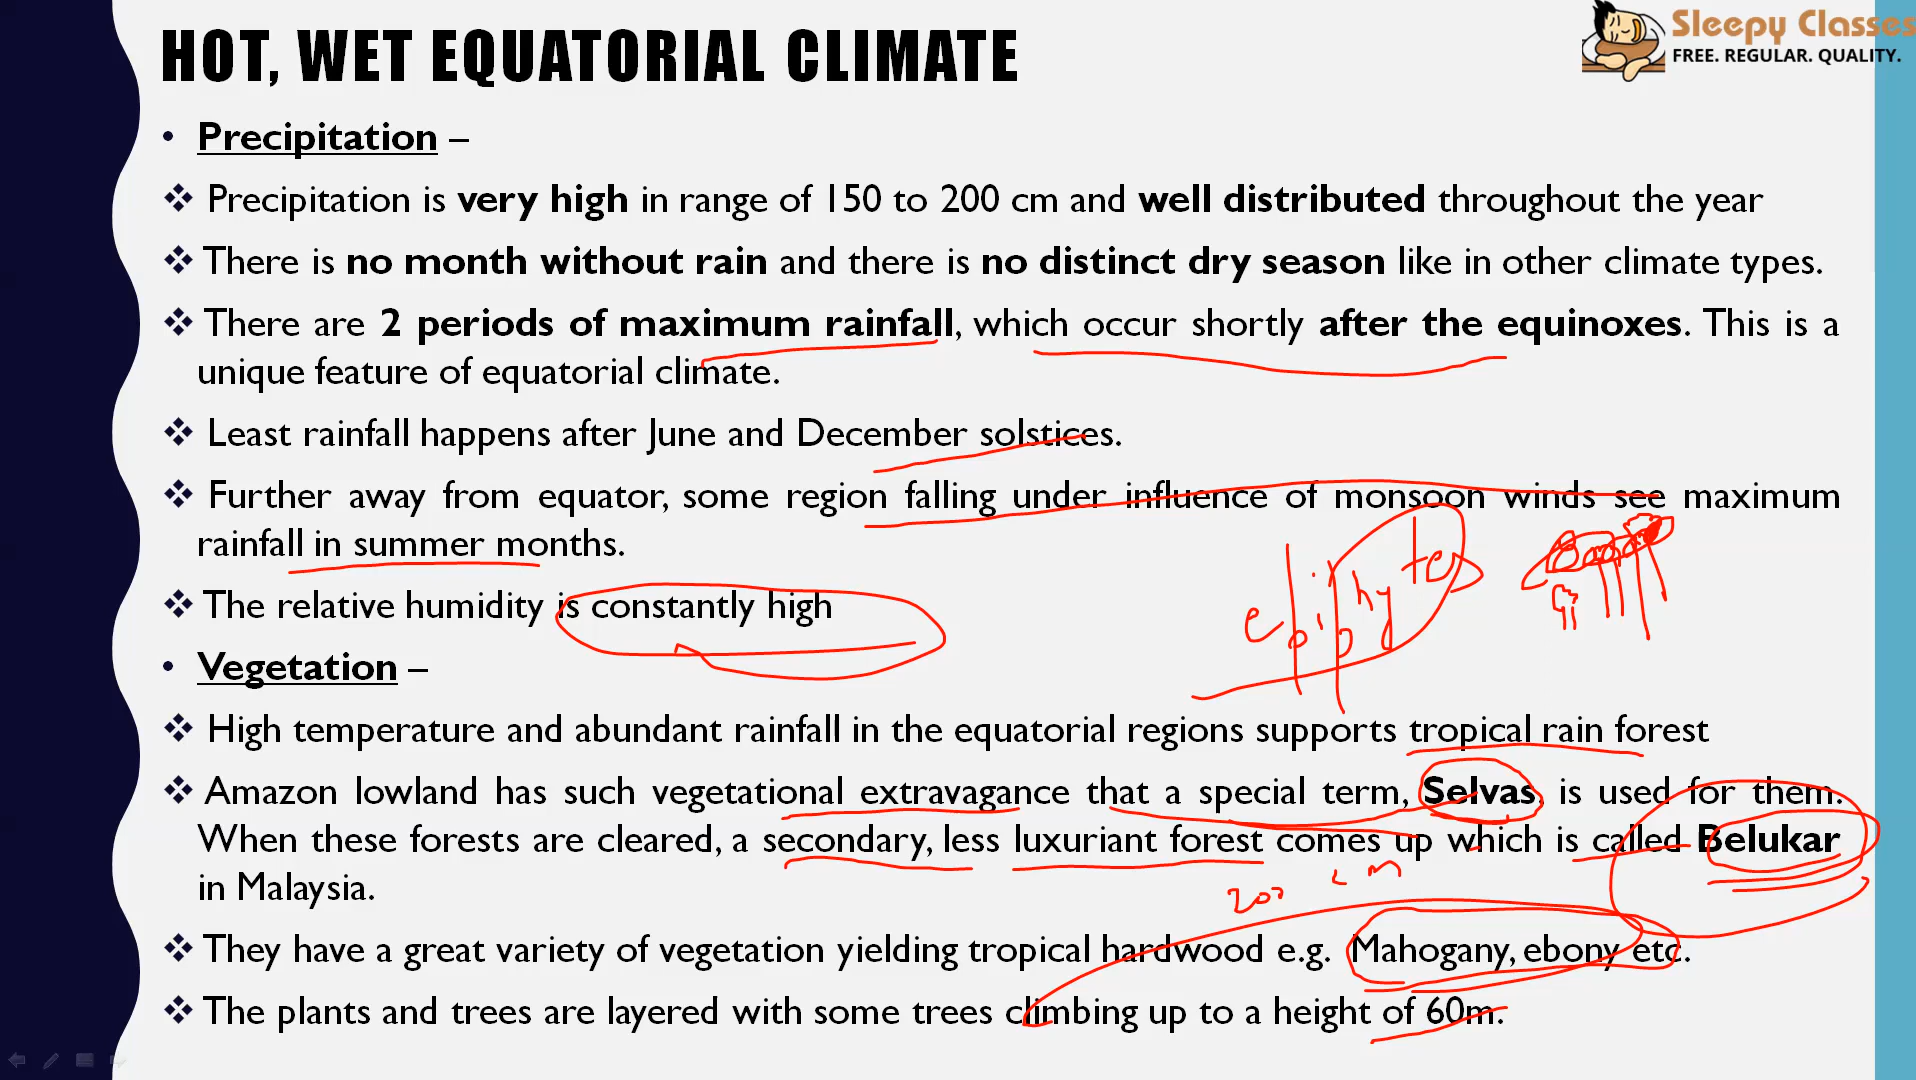 HOT, WET EQUATORIAL CLIMATE
Sleepy Classes
FREE. REGULAR. QUALITY.
• Precipitation –
❖ Precipitation is very high in range of 150 to 200 cm and well distributed throughout the year
❖ There is no month without rain and there is no distinct dry season like in other climate types.
❖ There are 2 periods of maximum rainfall, which occur shortly after the equinoxes. This is a
unique feature of equatorial climate.
❖ Least rainfall happens after June and December solstices.
❖ Further away from equator, some region falling under influence of monsoon winds see maximum
rainfall in summer months.
❖ The relative humidity is constantly high
epiphytes
• Vegetation –
❖ High temperature and abundant rainfall in the equatorial regions supports tropical rain forest
❖ Amazon lowland has such vegetational extravagance that a special term, Selvas, is used for them.
When these forests are cleared, a secondary, less luxuriant forest comes up which is called Belukar
in Malaysia.
200 cm
❖ They have a great variety of vegetation yielding tropical hardwood e.g. Mahogany, ebony etc.
❖ The plants and trees are layered with some trees climbing up to a height of 60m.